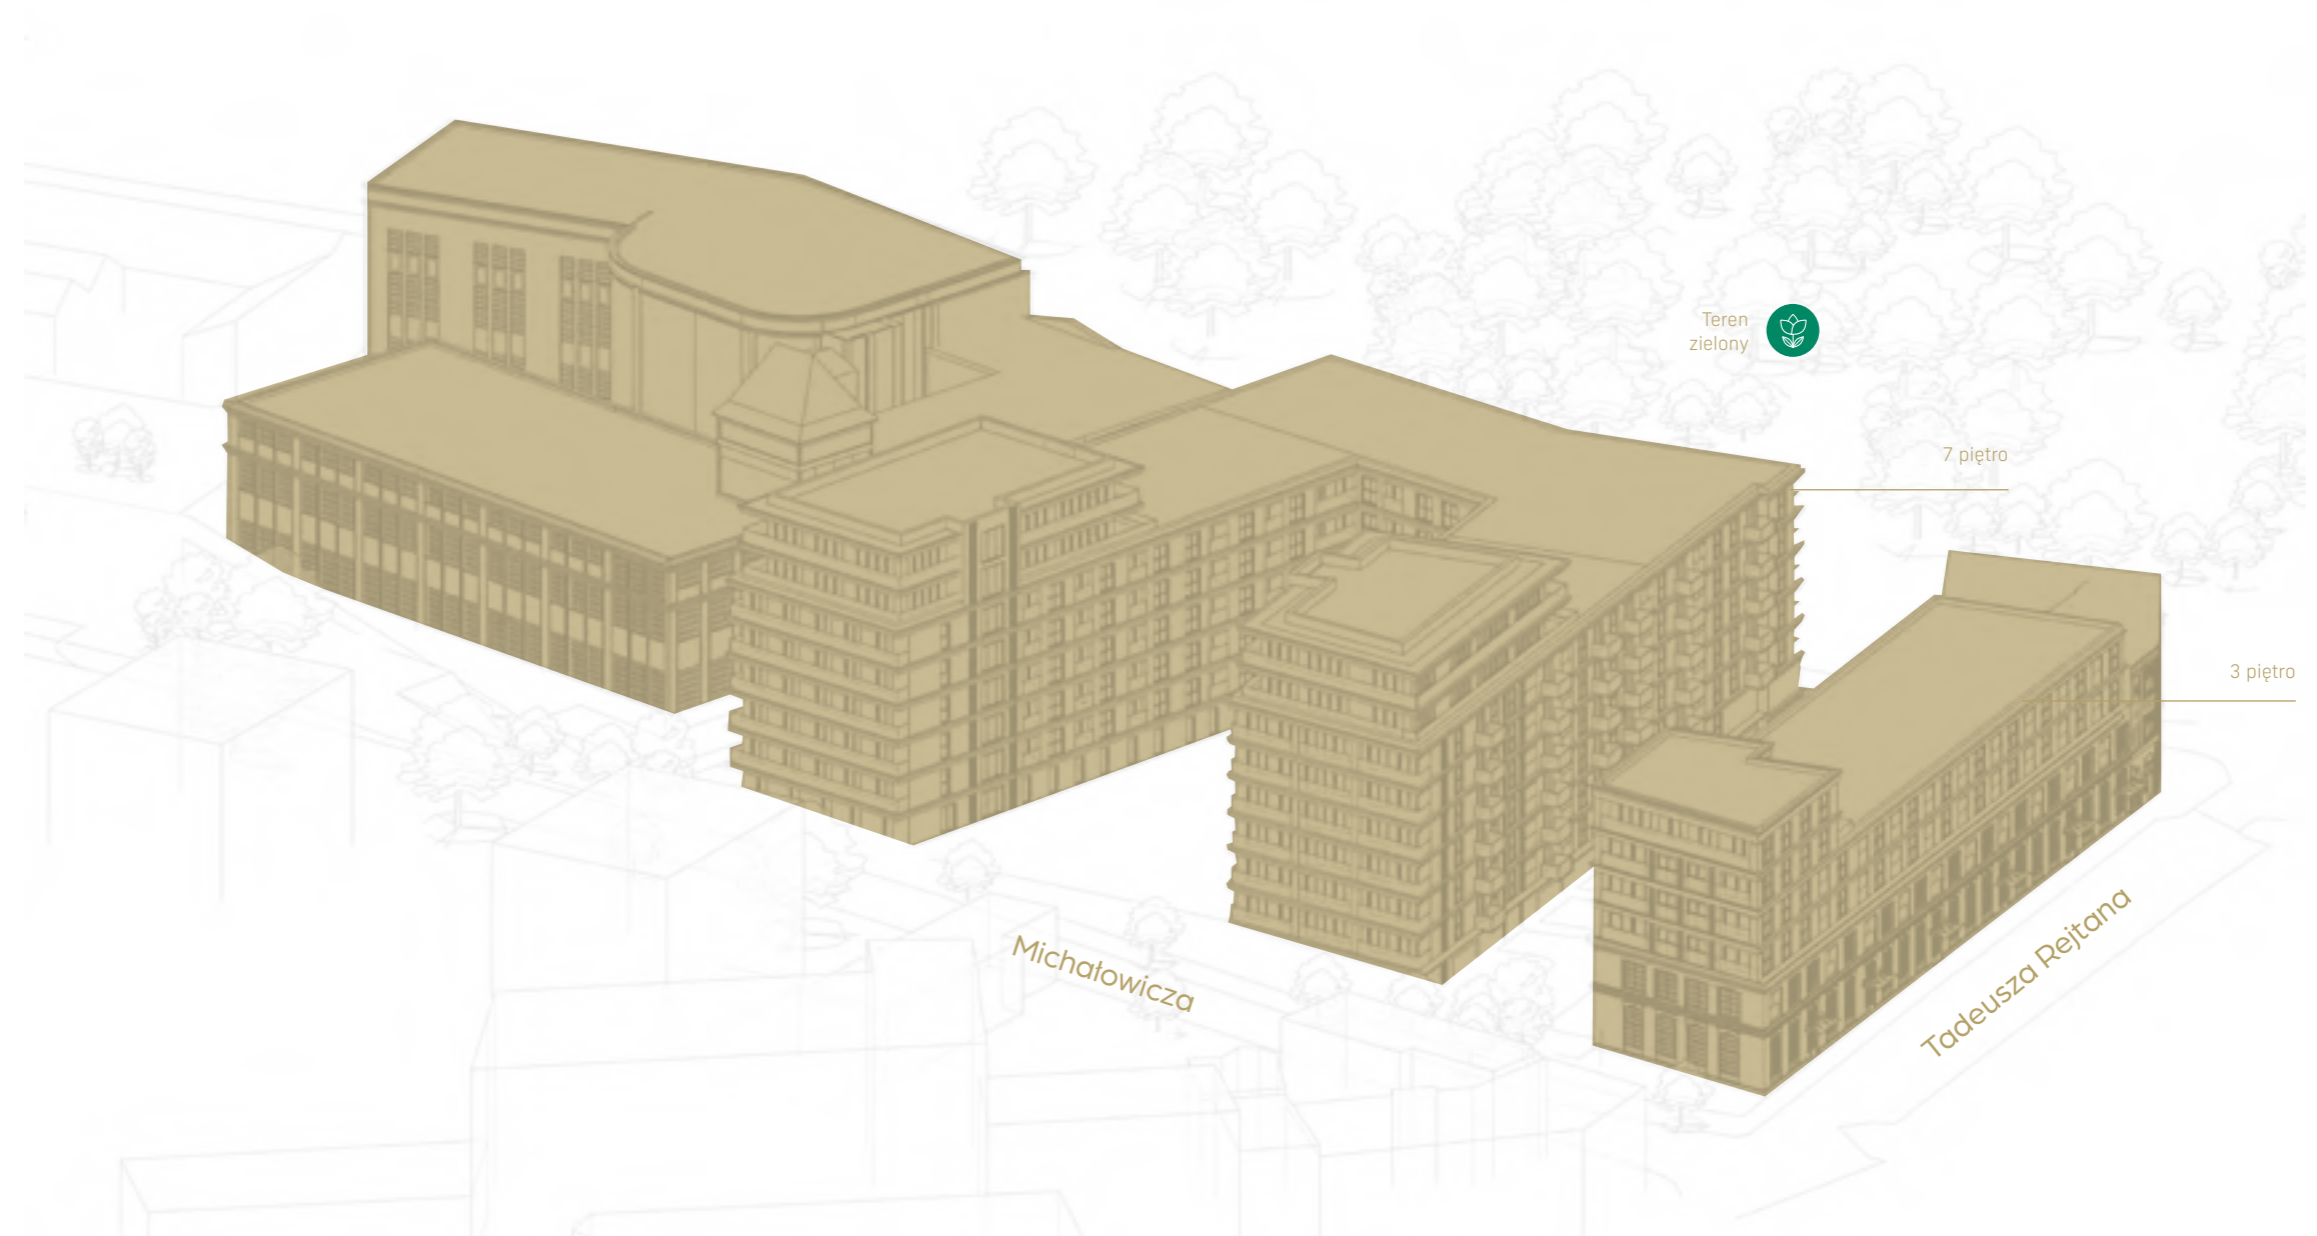 Teren
zielony
7 piętro
3 piętro
Michałowicza
Tadeusza Rejtana